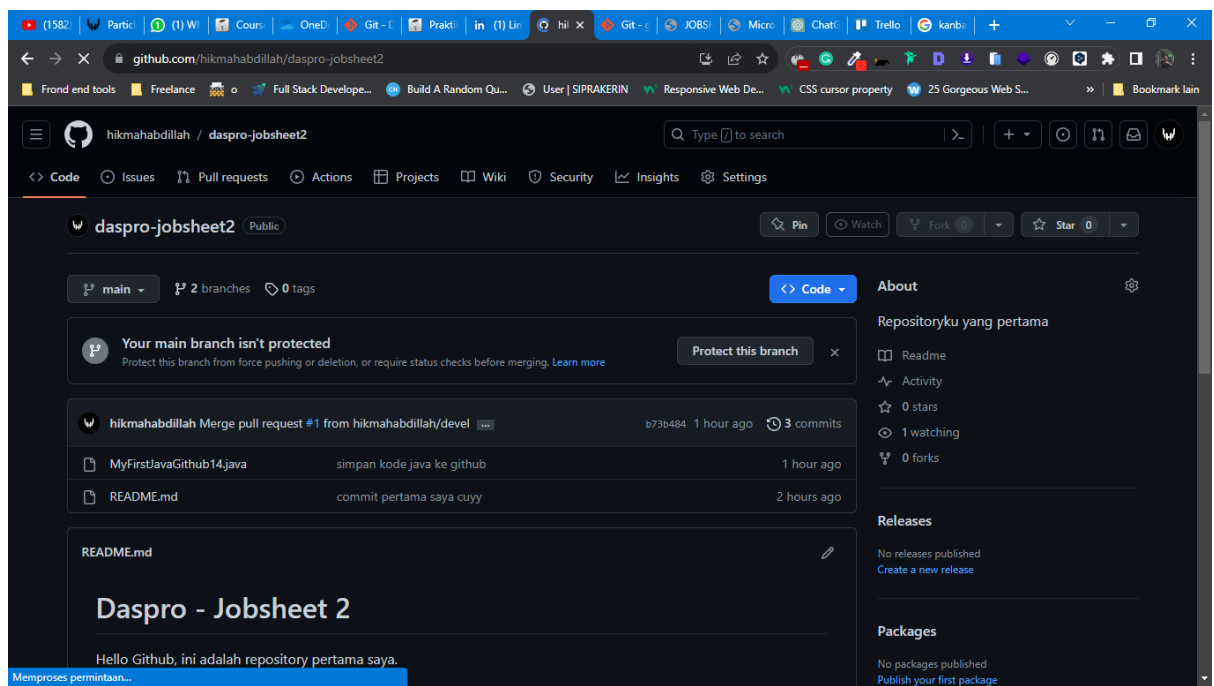 (1582) Particl (1) WI Cours OneD Git - D Prakti (1) Lin hil Git - g JOBSH Micro ChatG Trello kanba
github.com/hikmahabdillah/daspro-jobsheet2
Frond end tools Freelance o Full Stack Develope... Build A Random Qu... User | SIPRAKERIN Responsive Web De... CSS cursor property 25 Gorgeous Web S... » Bookmark lain
hikmahabdillah / daspro-jobsheet2 Type / to search
Code Issues Pull requests Actions Projects Wiki Security Insights Settings
daspro-jobsheet2 Public Pin Watch Fork 0 Star 0
main 2 branches 0 tags <> Code About
Repositoryku yang pertama
Your main branch isn't protected Protect this branch
Protect this branch from force pushing or deletion, or require status checks before merging. Learn more
Readme
Activity
0 stars
1 watching
0 forks
hikmahabdillah Merge pull request #1 from hikmahabdillah/devel ... b73b484 1 hour ago 3 commits
MyFirstJavaGithub14.java simpan kode java ke github 1 hour ago
README.md commit pertama saya cuyy 2 hours ago
Releases
No releases published
Create a new release
README.md
Daspro - Jobsheet 2
Hello Github, ini adalah repository pertama saya.
Packages
No packages published
Publish your first package
Memproses permintaan...